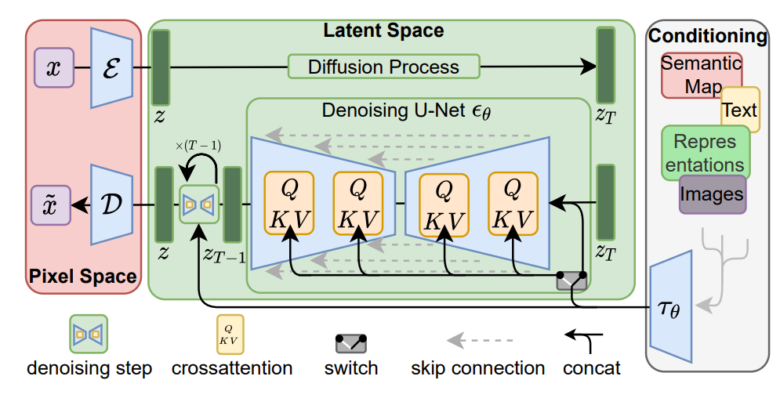 Latent Space
Conditioning
x
ℰ
z
Diffusion Process
z_T
Semantic
Map
Text
Repres
entations
Images
Denoising U-Net ϵ_θ
×(T−1)
x̃
𝒟
z
z_{T−1}
Q
KV
Q
KV
Q
KV
Q
KV
z_T
τ_θ
Pixel Space
Q
KV
denoising step
crossattention
switch
skip connection
concat